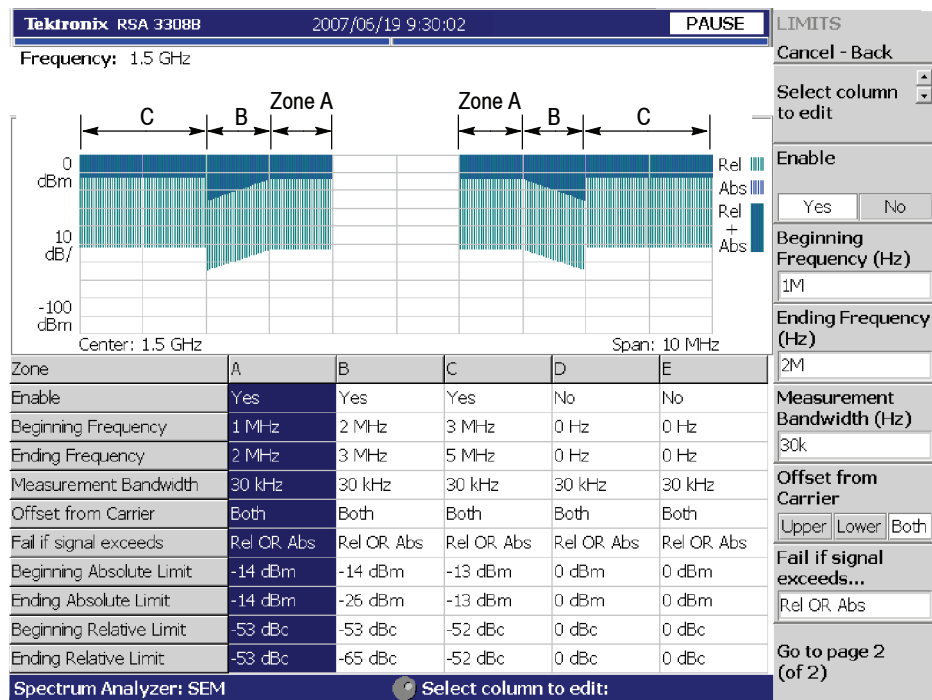 Tektronix RSA 3308B 2007/06/19 9:30:02 PAUSE
Frequency: 1.5 GHz
C B Zone A Zone A B C
0
dBm
10
dB/
-100
dBm
Rel
Abs
Rel
+
Abs
Center: 1.5 GHz Span: 10 MHz
Zone A B C D E
Enable Yes Yes Yes No No
Beginning Frequency 1 MHz 2 MHz 3 MHz 0 Hz 0 Hz
Ending Frequency 2 MHz 3 MHz 5 MHz 0 Hz 0 Hz
Measurement Bandwidth 30 kHz 30 kHz 30 kHz 30 kHz 30 kHz
Offset from Carrier Both Both Both Both Both
Fail if signal exceeds Rel OR Abs Rel OR Abs Rel OR Abs Rel OR Abs Rel OR Abs
Beginning Absolute Limit -14 dBm -14 dBm -13 dBm 0 dBm 0 dBm
Ending Absolute Limit -14 dBm -26 dBm -13 dBm 0 dBm 0 dBm
Beginning Relative Limit -53 dBc -53 dBc -52 dBc 0 dBc 0 dBc
Ending Relative Limit -53 dBc -65 dBc -52 dBc 0 dBc 0 dBc
Spectrum Analyzer: SEM Select column to edit:
LIMITS
Cancel - Back
Select column
to edit
Enable
Yes No
Beginning
Frequency (Hz)
1M
Ending Frequency
(Hz)
2M
Measurement
Bandwidth (Hz)
30k
Offset from
Carrier
Upper Lower Both
Fail if signal
exceeds...
Rel OR Abs
Go to page 2
(of 2)